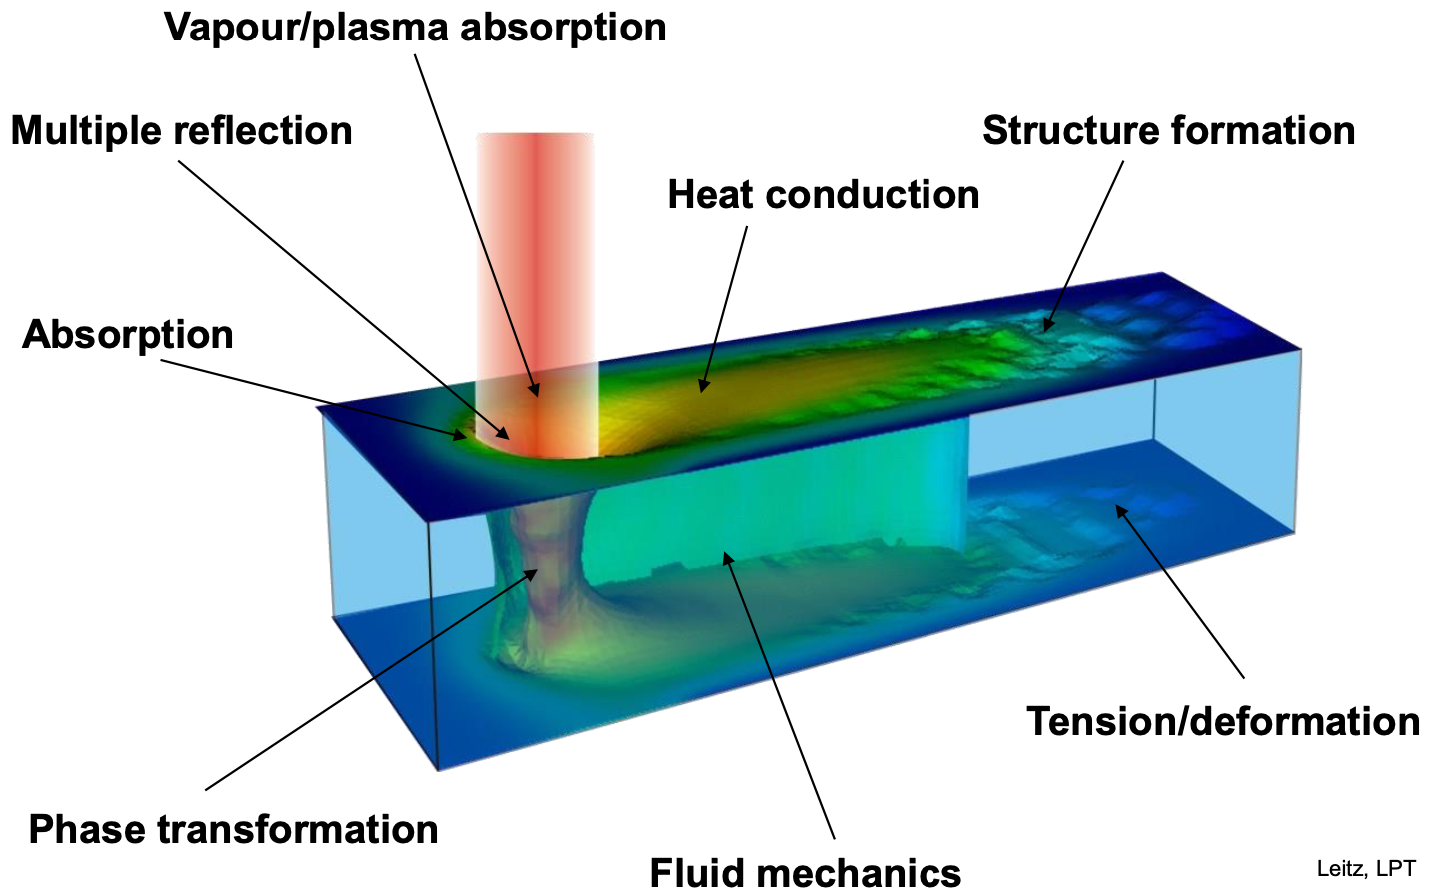 Vapour/plasma absorption
Multiple reflection
Structure formation
Heat conduction
Absorption
Tension/deformation
Phase transformation
Fluid mechanics
Leitz, LPT